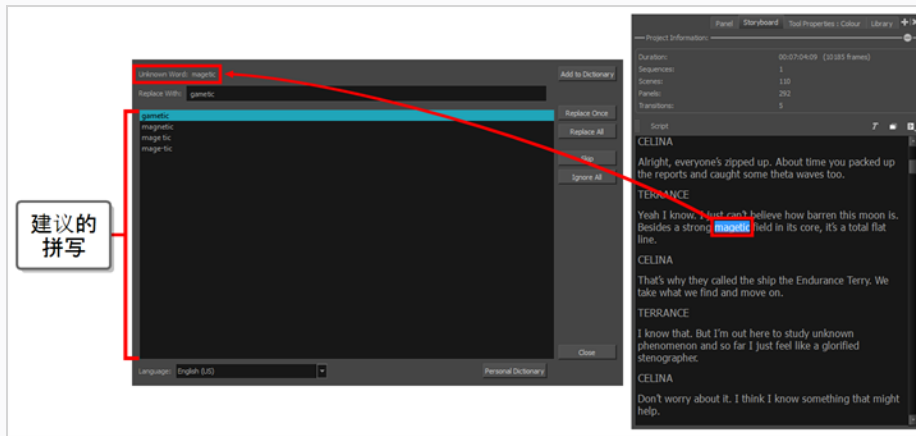 Unknown Word: magetic
Add to Dictionary
Replace With: gametic
gametic
magnetic
mage tic
mage-tic
Replace Once
Replace All
Skip
Ignore All
Close
Language: English (US)
Personal Dictionary
建议的
拼写
Panel Storyboard Tool Properties : Colour Library
Project Information:
Duration: 00:07:04:09 (10185 frames)
Sequences: 1
Scenes: 110
Panels: 292
Transitions: 5
Script
CELINA
Alright, everyone's zipped up. About time you packed up
the reports and caught some theta waves too.
TERRANCE
Yeah I know. I just can't believe how barren this moon is.
Besides a strong magetic field in its core, it's a total flat
line.
CELINA
That's why they called the ship the Endurance Terry. We
take what we find and move on.
TERRANCE
I know that. But I'm out here to study unknown
phenomenon and so far I just feel like a glorified
stenographer.
CELINA
Don't worry about it. I think I know something that might
help.